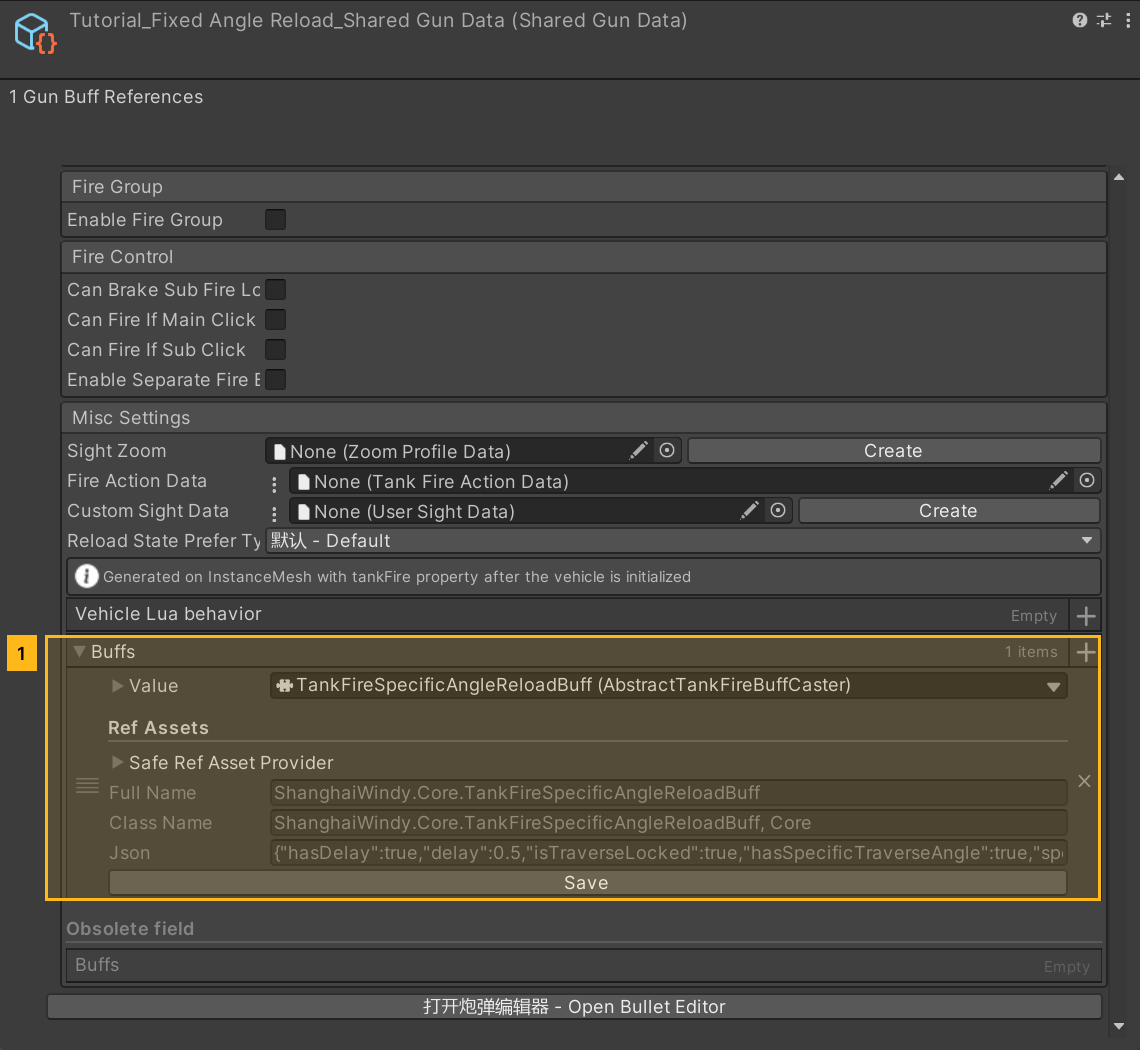 Tutorial_Fixed Angle Reload_Shared Gun Data (Shared Gun Data)
1 Gun Buff References
Fire Group
Enable Fire Group
Fire Control
Can Brake Sub Fire Lo
Can Fire If Main Click
Can Fire If Sub Click
Enable Separate Fire E
Misc Settings
Sight Zoom None (Zoom Profile Data) Create
Fire Action Data None (Tank Fire Action Data)
Custom Sight Data None (User Sight Data) Create
Reload State Prefer Ty 默认 - Default
Generated on InstanceMesh with tankFire property after the vehicle is initialized
Vehicle Lua behavior Empty
1
Buffs 1 items
Value TankFireSpecificAngleReloadBuff (AbstractTankFireBuffCaster)
Ref Assets
Safe Ref Asset Provider
Full Name ShanghaiWindy.Core.TankFireSpecificAngleReloadBuff
Class Name ShanghaiWindy.Core.TankFireSpecificAngleReloadBuff, Core
Json {"hasDelay":true,"delay":0.5,"isTraverseLocked":true,"hasSpecificTraverseAngle":true,"spe
Save
Obsolete field
Buffs Empty
打开炮弹编辑器 - Open Bullet Editor